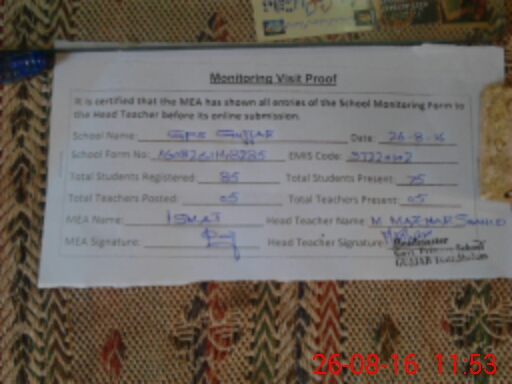 Monitoring Visit Proof
It is certified that the MEA has shown all entries of the School Monitoring Form to
the Head Teacher before its online submission.
School Name: GPS Gujjar Date: 26-8-16
School Form No: EMIS Code:
Total Students Registered: 85 Total Students Present: 75
Total Teachers Posted: 05 Total Teachers Present: 05
MEA Name: Head Teacher Name M MAZHAR
MEA Signature: Head Teacher Signature
Headmaster
26-08-16 11:53